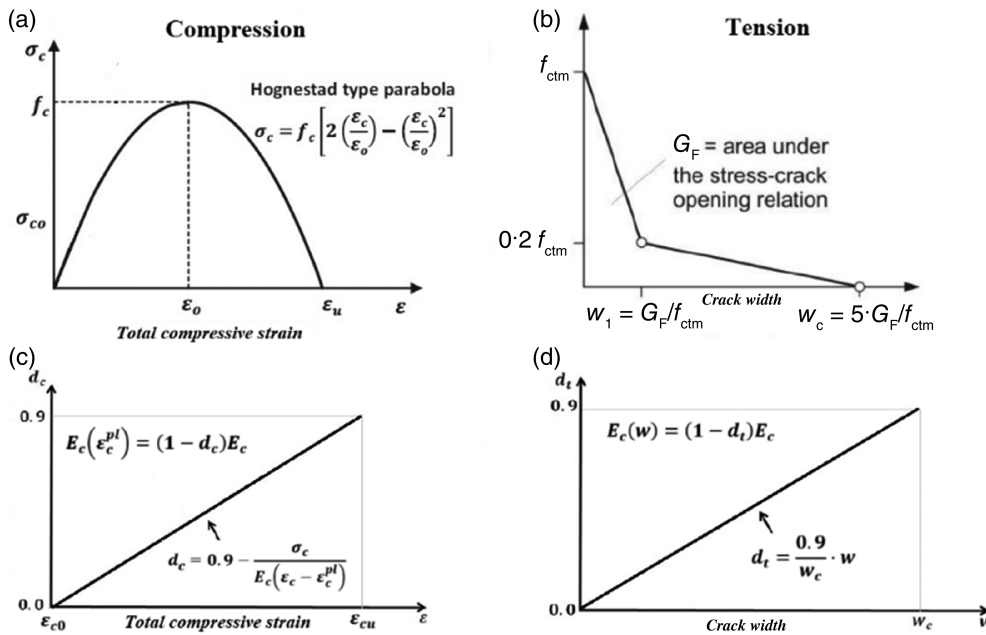 (a)
Compression
σc
fc
σco
Hognestad type parabola
σc = fc [2 (εc/εo) − (εc/εo)²]
εo
εu
ε
Total compressive strain
(b)
Tension
fctm
GF = area under
the stress-crack
opening relation
0·2 fctm
Crack width
w1 = GF/fctm
wc = 5·GF/fctm
(c)
dc
0.9
Ec(εc^pl) = (1 − dc)Ec
dc = 0.9 − σc/Ec(εc − εc^pl)
0.0
εc0
Total compressive strain
εcu
ε
(d)
dt
0.9
Ec(w) = (1 − dt)Ec
dt = 0.9/wc · w
0.0
Crack width
wc